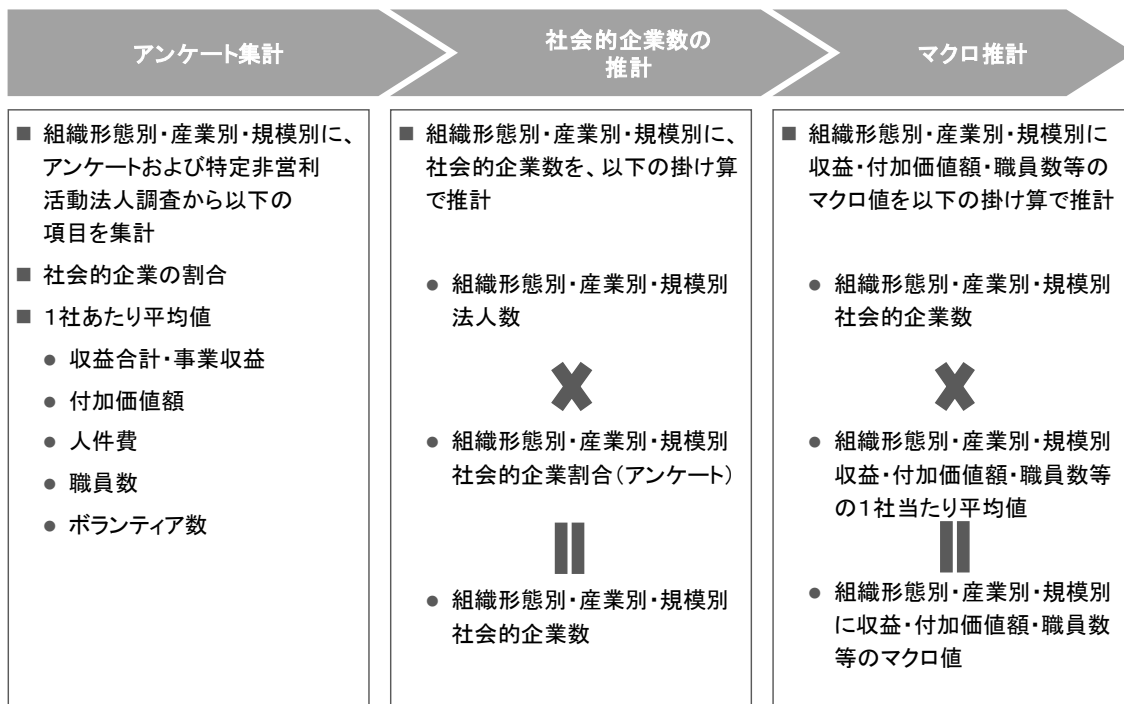 アンケート集計
社会的企業数の
推計
マクロ推計
■ 組織形態別・産業別・規模別に、
アンケートおよび特定非営利
活動法人調査から以下の
項目を集計
■ 社会的企業の割合
■ 1社あたり平均値
● 収益合計・事業収益
● 付加価値額
● 人件費
● 職員数
● ボランティア数
■ 組織形態別・産業別・規模別に、
社会的企業数を、以下の掛け算
で推計
● 組織形態別・産業別・規模別
法人数
● 組織形態別・産業別・規模別
社会的企業割合(アンケート)
● 組織形態別・産業別・規模別
社会的企業数
■ 組織形態別・産業別・規模別に
収益・付加価値額・職員数等の
マクロ値を以下の掛け算で推計
● 組織形態別・産業別・規模別
社会的企業数
● 組織形態別・産業別・規模別
収益・付加価値額・職員数等
の1社当たり平均値
● 組織形態別・産業別・規模別
に収益・付加価値額・職員数
等のマクロ値